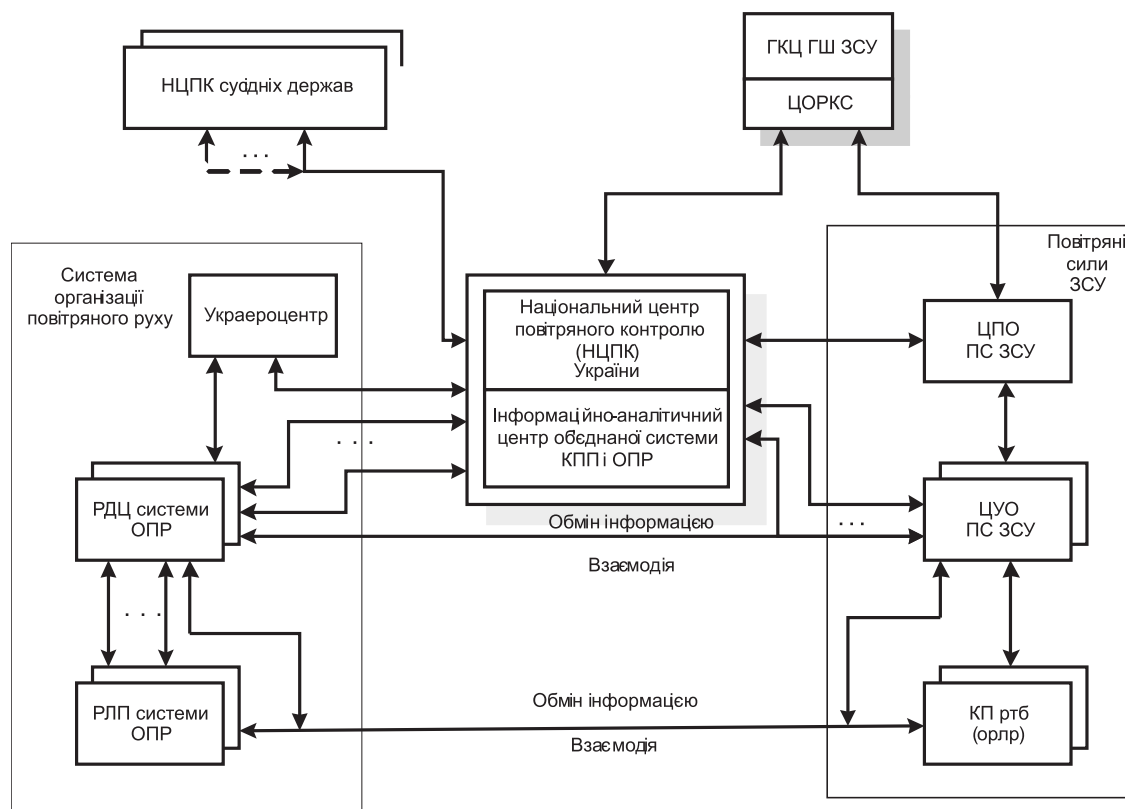 НЦПК сусідніх держав
ГКЦ ГШ ЗСУ
ЦОРКС
. . .
Система
організації
повітряного руху
Украероцентр
Національний центр
повітряного контролю
(НЦПК)
України
Інформаційно-аналітичний
центр об'єднаної системи
КПП і ОПР
Повітряні
сили
ЗСУ
ЦПО
ПС ЗСУ
. . .
РДЦ системи
ОПР
Обмін інформацією
Взаємодія
. . .
ЦУО
ПС ЗСУ
. . .
РЛП системи
ОПР
Обмін інформацією
Взаємодія
КП ртб
(орлр)